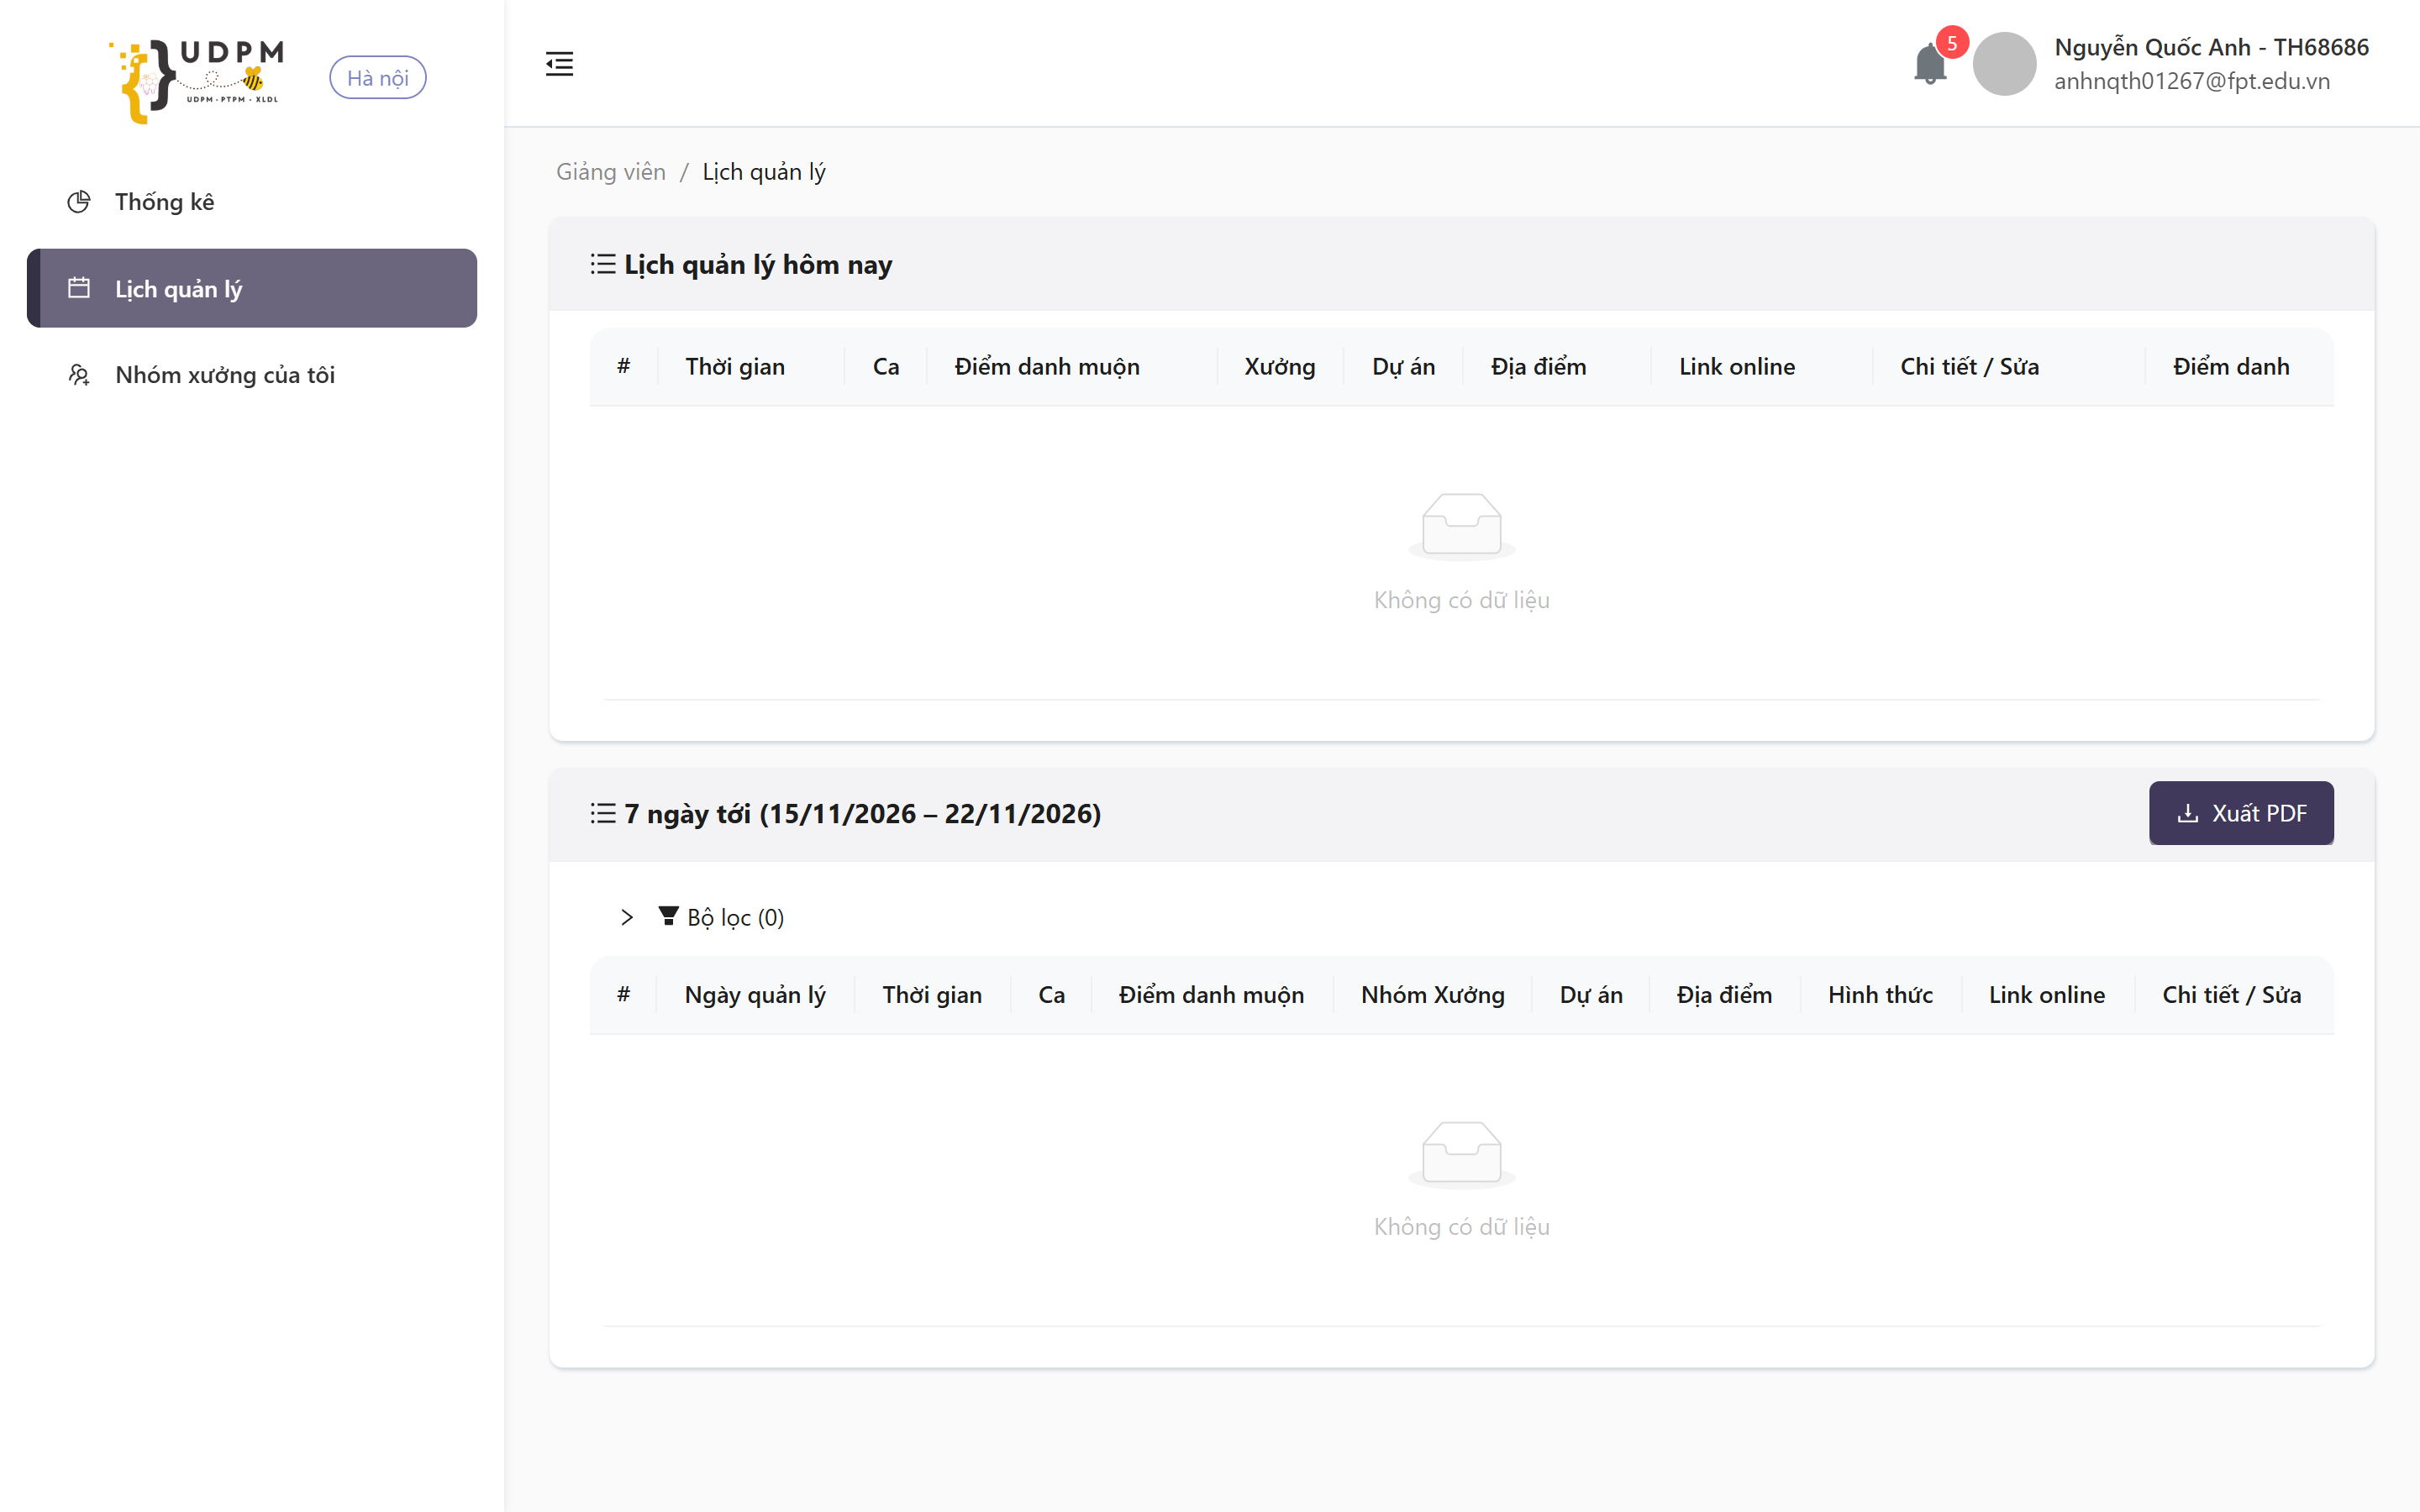 UDPM
UDPM - PTPM - XLDL
Hà nội
Thống kê
Lịch quản lý
Nhóm xưởng của tôi
5
Nguyễn Quốc Anh - TH68686
anhnqth01267@fpt.edu.vn
Giảng viên / Lịch quản lý
Lịch quản lý hôm nay
# Thời gian Ca Điểm danh muộn Xưởng Dự án Địa điểm Link online Chi tiết / Sửa Điểm danh
Không có dữ liệu
7 ngày tới (15/11/2026 – 22/11/2026)
Xuất PDF
Bộ lọc (0)
# Ngày quản lý Thời gian Ca Điểm danh muộn Nhóm Xưởng Dự án Địa điểm Hình thức Link online Chi tiết / Sửa
Không có dữ liệu